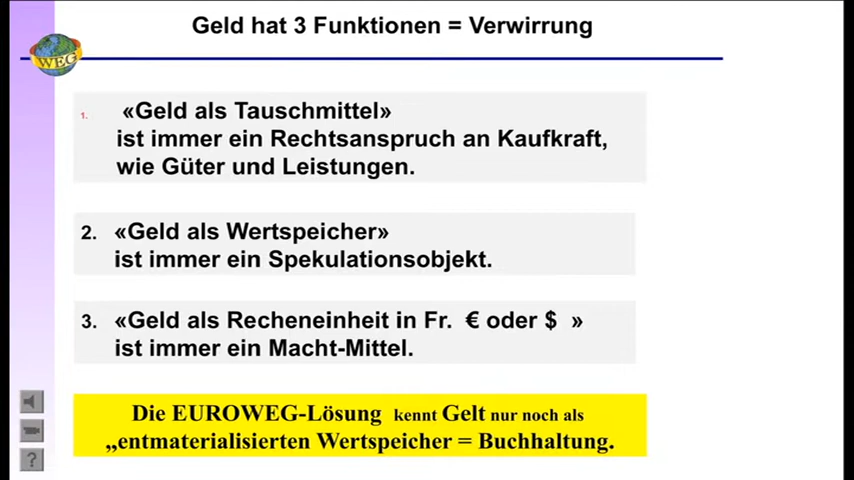 Geld hat 3 Funktionen = Verwirrung
WEG
1. «Geld als Tauschmittel»
ist immer ein Rechtsanspruch an Kaufkraft,
wie Güter und Leistungen.
2. «Geld als Wertspeicher»
ist immer ein Spekulationsobjekt.
3. «Geld als Recheneinheit in Fr. € oder $ »
ist immer ein Macht-Mittel.
Die EUROWEG-Lösung kennt Gelt nur noch als
„entmaterialisierten Wertspeicher = Buchhaltung.
?